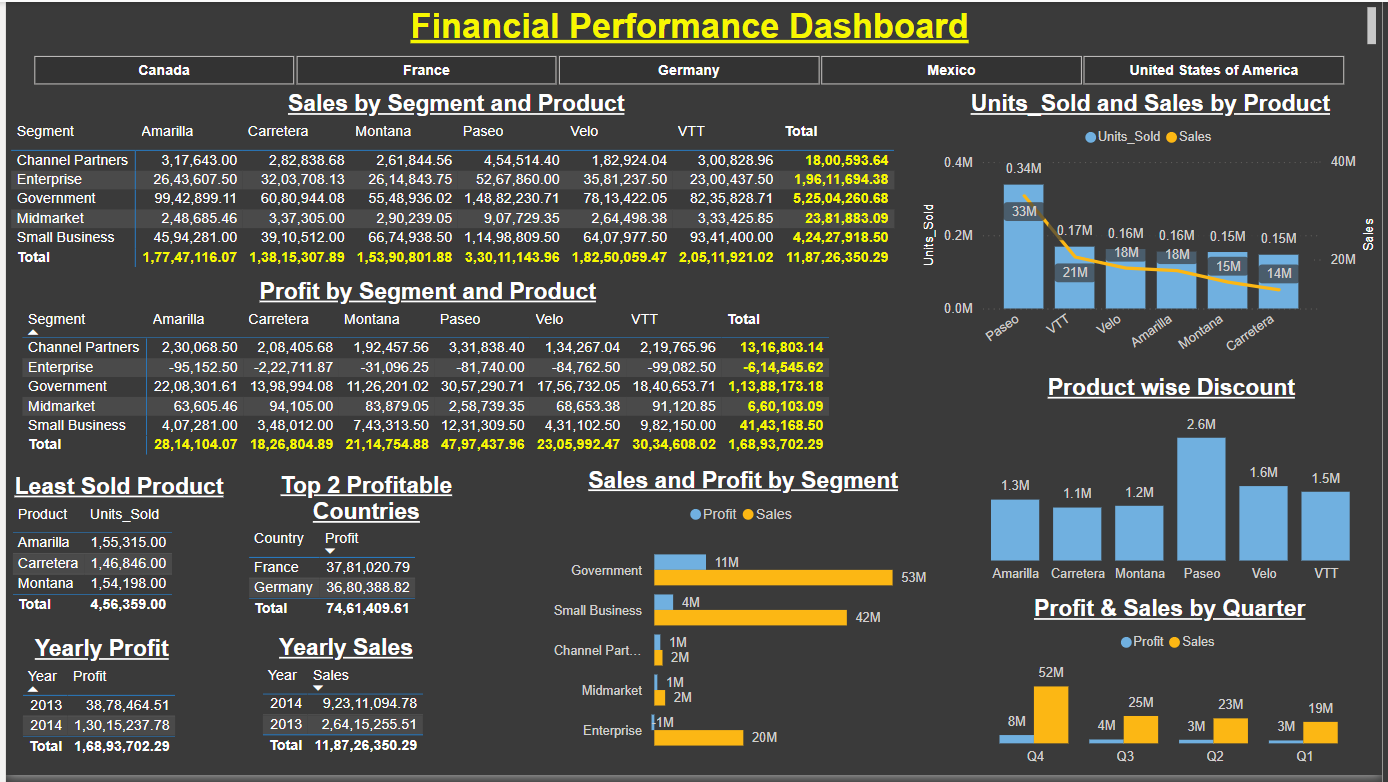 Financial Performance Dashboard
Canada France Germany Mexico United States of America
Sales by Segment and Product
Segment Amarilla Carretera Montana Paseo Velo VTT Total
Channel Partners 3,17,643.00 2,82,838.68 2,61,844.56 4,54,514.40 1,82,924.04 3,00,828.96 18,00,593.64
Enterprise 26,43,607.50 32,03,708.13 26,14,843.75 52,67,860.00 35,81,237.50 23,00,437.50 1,96,11,694.38
Government 99,42,899.11 60,80,944.08 55,48,936.02 1,48,82,230.71 78,13,422.05 82,35,828.71 5,25,04,260.68
Midmarket 2,48,685.46 3,37,305.00 2,90,239.05 9,07,729.35 2,64,498.38 3,33,425.85 23,81,883.09
Small Business 45,94,281.00 39,10,512.00 66,74,938.50 1,14,98,809.50 64,07,977.50 93,41,400.00 4,24,27,918.50
Total 1,77,47,116.07 1,38,15,307.89 1,53,90,801.88 3,30,11,143.96 1,82,50,059.47 2,05,11,921.02 11,87,26,350.29
Profit by Segment and Product
Segment Amarilla Carretera Montana Paseo Velo VTT Total
Channel Partners 2,30,068.50 2,08,405.68 1,92,457.56 3,31,838.40 1,34,267.04 2,19,765.96 13,16,803.14
Enterprise -95,152.50 -2,22,711.87 -31,096.25 -81,740.00 -84,762.50 -99,082.50 -6,14,545.62
Government 22,08,301.61 13,98,994.08 11,26,201.02 30,57,290.71 17,56,732.05 18,40,653.71 1,13,88,173.18
Midmarket 63,605.46 94,105.00 83,879.05 2,58,739.35 68,653.38 91,120.85 6,60,103.09
Small Business 4,07,281.00 3,48,012.00 7,43,313.50 12,31,309.50 4,31,102.50 9,82,150.00 41,43,168.50
Total 28,14,104.07 18,26,804.89 21,14,754.88 47,97,437.96 23,05,992.47 30,34,608.02 1,68,93,702.29
Least Sold Product
Product Units_Sold
Amarilla 1,55,315.00
Carretera 1,46,846.00
Montana 1,54,198.00
Total 4,56,359.00
Top 2 Profitable
Countries
Country Profit
France 37,81,020.79
Germany 36,80,388.82
Total 74,61,409.61
Yearly Profit
Year Profit
2013 38,78,464.51
2014 1,30,15,237.78
Total 1,68,93,702.29
Yearly Sales
Year Sales
2014 9,23,11,094.78
2013 2,64,15,255.51
Total 11,87,26,350.29
Sales and Profit by Segment
Profit Sales
Government 11M 53M
Small Business 4M 42M
Channel Part... 1M 2M
Midmarket 1M 2M
Enterprise -1M 20M
Units_Sold and Sales by Product
Units_Sold Sales
0.4M 40M
0.34M
33M
0.17M 0.16M 0.16M 0.15M 0.15M
0.2M 20M
21M 18M 18M 15M 14M
0.0M
Units_Sold
Sales
Paseo VTT Velo Amarilla Montana Carretera
Product wise Discount
1.3M 1.1M 1.2M 2.6M 1.6M 1.5M
Amarilla Carretera Montana Paseo Velo VTT
Profit & Sales by Quarter
Profit Sales
8M 52M 4M 25M 3M 23M 3M 19M
Q4 Q3 Q2 Q1